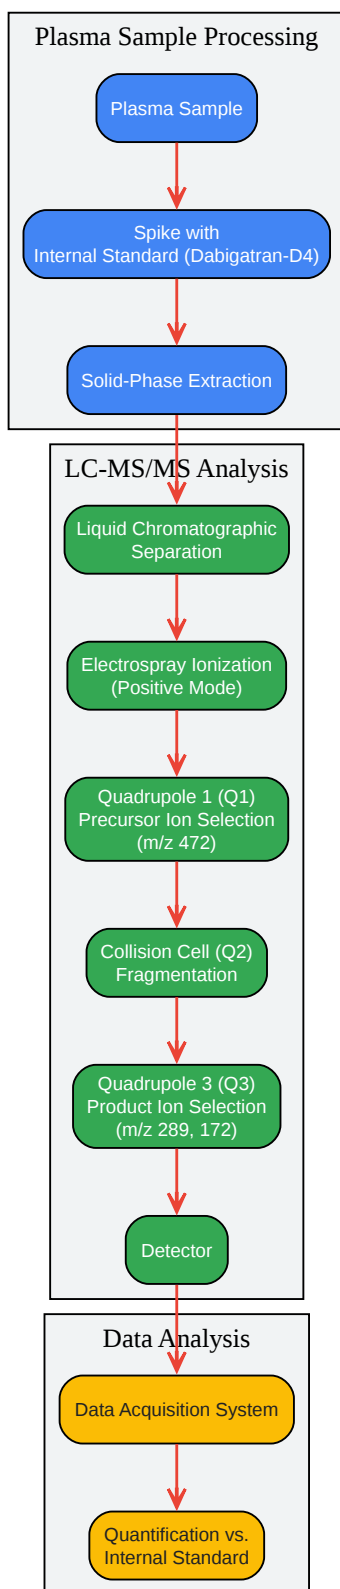 Plasma Sample Processing
Plasma Sample
Spike with
Internal Standard (Dabigatran-D4)
Solid-Phase Extraction
LC-MS/MS Analysis
Liquid Chromatographic
Separation
Electrospray Ionization
(Positive Mode)
Quadrupole 1 (Q1)
Precursor Ion Selection
(m/z 472)
Collision Cell (Q2)
Fragmentation
Quadrupole 3 (Q3)
Product Ion Selection
(m/z 289, 172)
Detector
Data Analysis
Data Acquisition System
Quantification vs.
Internal Standard